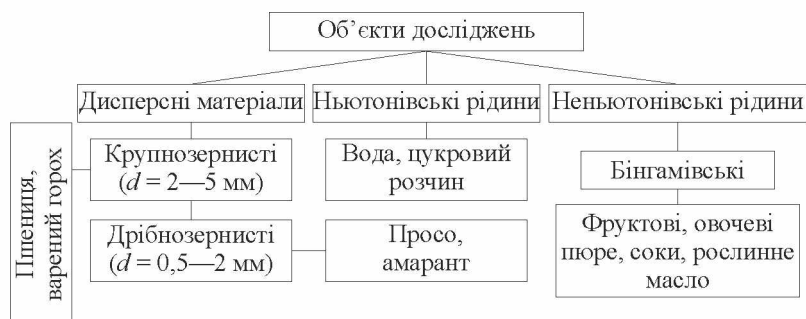 Об’єкти досліджень
Дисперсні матеріали
Ньютонівські рідини
Неньютонівські рідини
Пшениця,
варений горох
Крупнозернисті
(d = 2—5 мм)
Вода, цукровий
розчин
Бінгамівські
Дрібнозернисті
(d = 0,5—2 мм)
Просо,
амарант
Фруктові, овочеві
пюре, соки, рослинне
масло